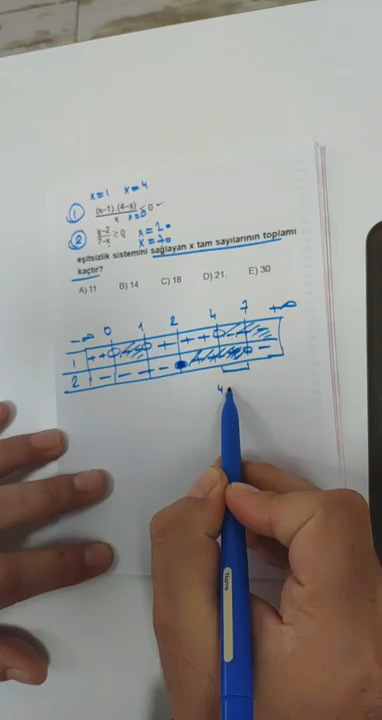 x=1 x=4
1 (x-1).(4-x)/x < 0 x=0
2 x-2/7-x ≥ 0 x=2
x=7
eşitsizlik sistemini sağlayan x tam sayılarının toplamı
kaçtır?
A) 11 B) 14 C) 18 D) 21 E) 30
-∞ 0 1 2 4 7 +∞
1 + + - - + + + + - - -
2 - - - - - - + + + + -
4